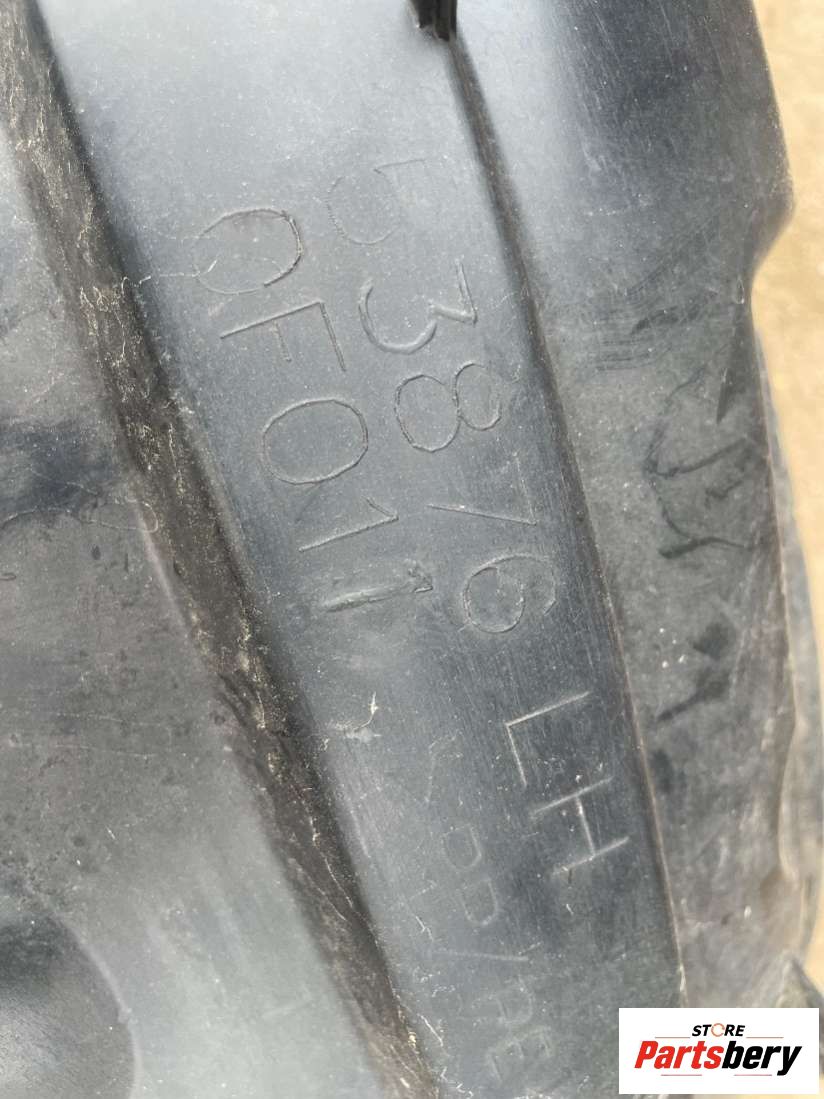 53876 LH
0F011
STORE
Partsbery